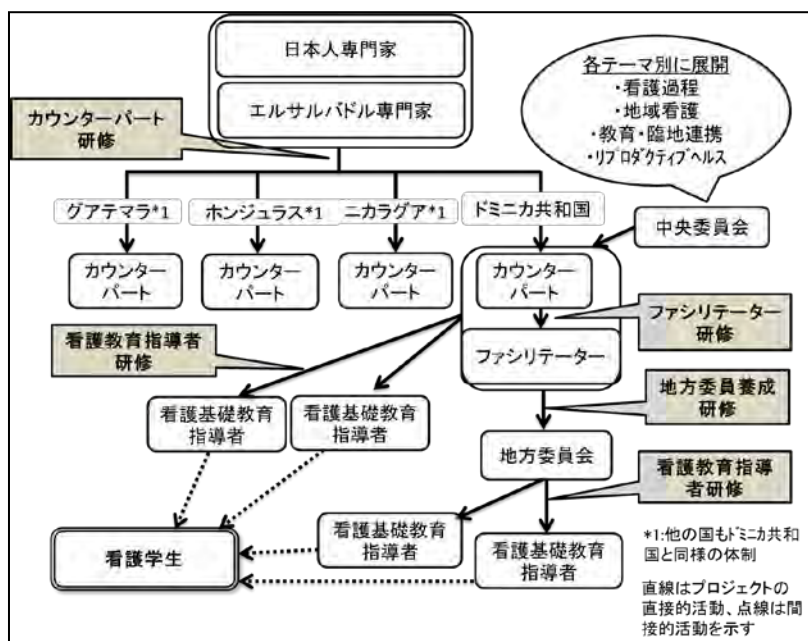 日本人専門家
エルサルバドル専門家
各テーマ別に展開
・看護過程
・地域看護
・教育・臨地連携
・リプロダクティブヘルス
カウンターパート
研修
グアテマラ*1
ホンジュラス*1
ニカラグア*1
ドミニカ共和国
中央委員会
カウンター
パート
カウンター
パート
カウンター
パート
カウンター
パート
ファシリテーター
研修
看護教育指導者
研修
ファシリテーター
看護基礎教育
指導者
看護基礎教育
指導者
地方委員養成
研修
地方委員会
看護教育指導
者研修
看護学生
看護基礎教育
指導者
看護基礎教育
指導者
*1:他の国もドミニカ共和
国と同様の体制
直線はプロジェクトの
直接的活動、点線は間
接的活動を示す